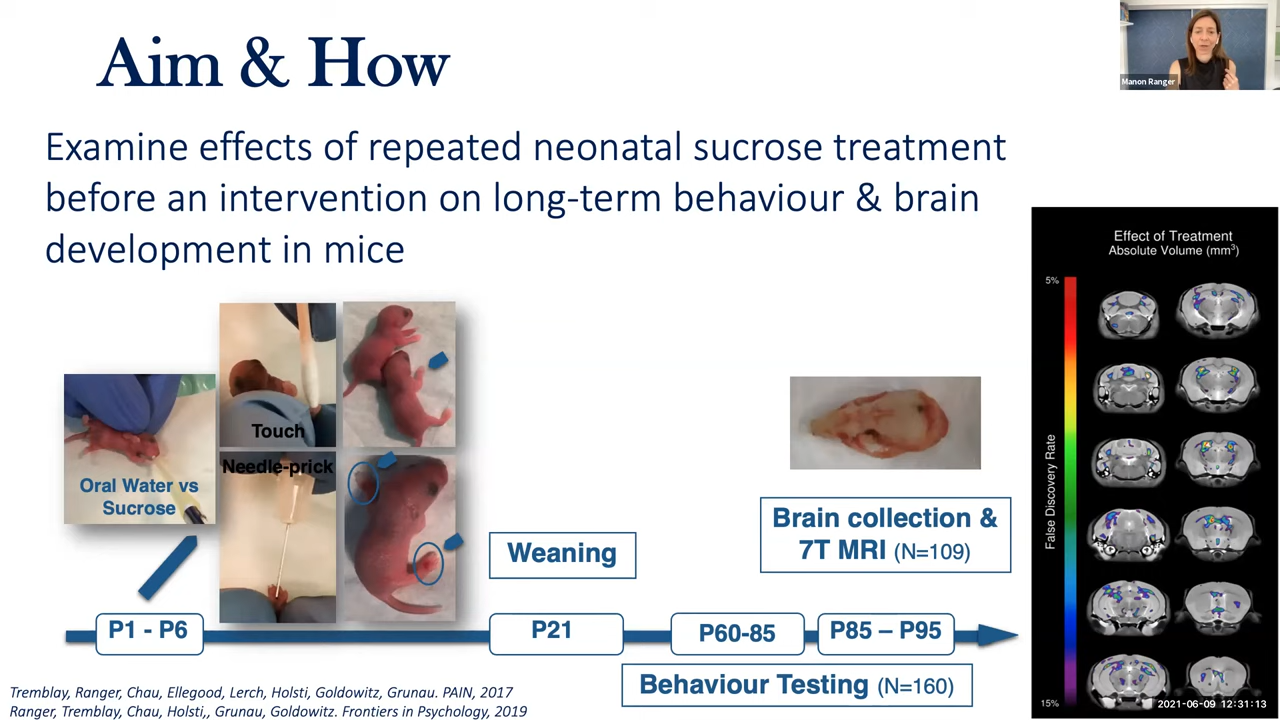 Aim & How
Manon Ranger
Examine effects of repeated neonatal sucrose treatment
before an intervention on long-term behaviour & brain
development in mice
Effect of Treatment
Absolute Volume (mm³)
5%
False Discovery Rate
15%
2021-06-09 12:31:13
Touch
Needle-prick
Oral Water vs
Sucrose
Weaning
Brain collection &
7T MRI (N=109)
P1 - P6
P21
P60-85
P85 – P95
Behaviour Testing (N=160)
Tremblay, Ranger, Chau, Ellegood, Lerch, Holsti, Goldowitz, Grunau. PAIN, 2017
Ranger, Tremblay, Chau, Holsti,, Grunau, Goldowitz. Frontiers in Psychology, 2019